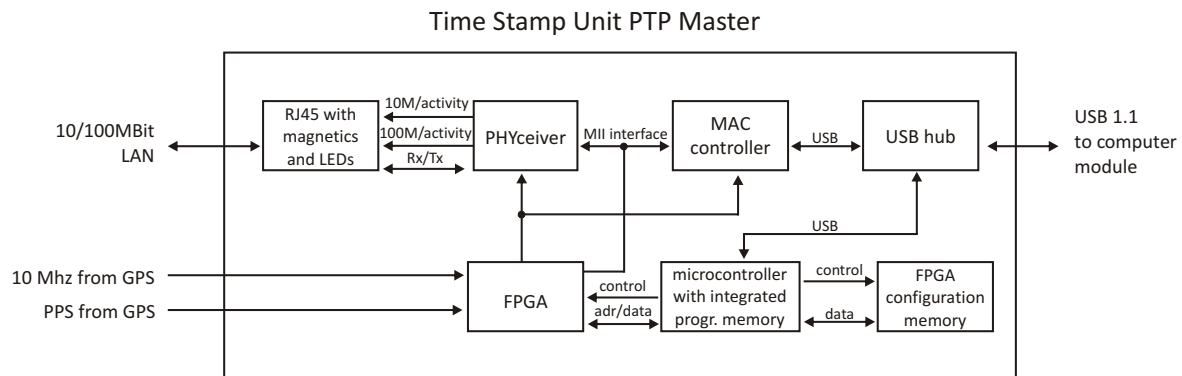 Time Stamp Unit PTP Master
10/100MBit
LAN
RJ45 with
magnetics
and LEDs
10M/activity
100M/activity
Rx/Tx
PHYceiver
MII interface
MAC
controller
USB
USB hub
USB 1.1
to computer
module
USB
10 Mhz from GPS
PPS from GPS
FPGA
control
adr/data
microcontroller
with integrated
progr. memory
control
data
FPGA
configuration
memory